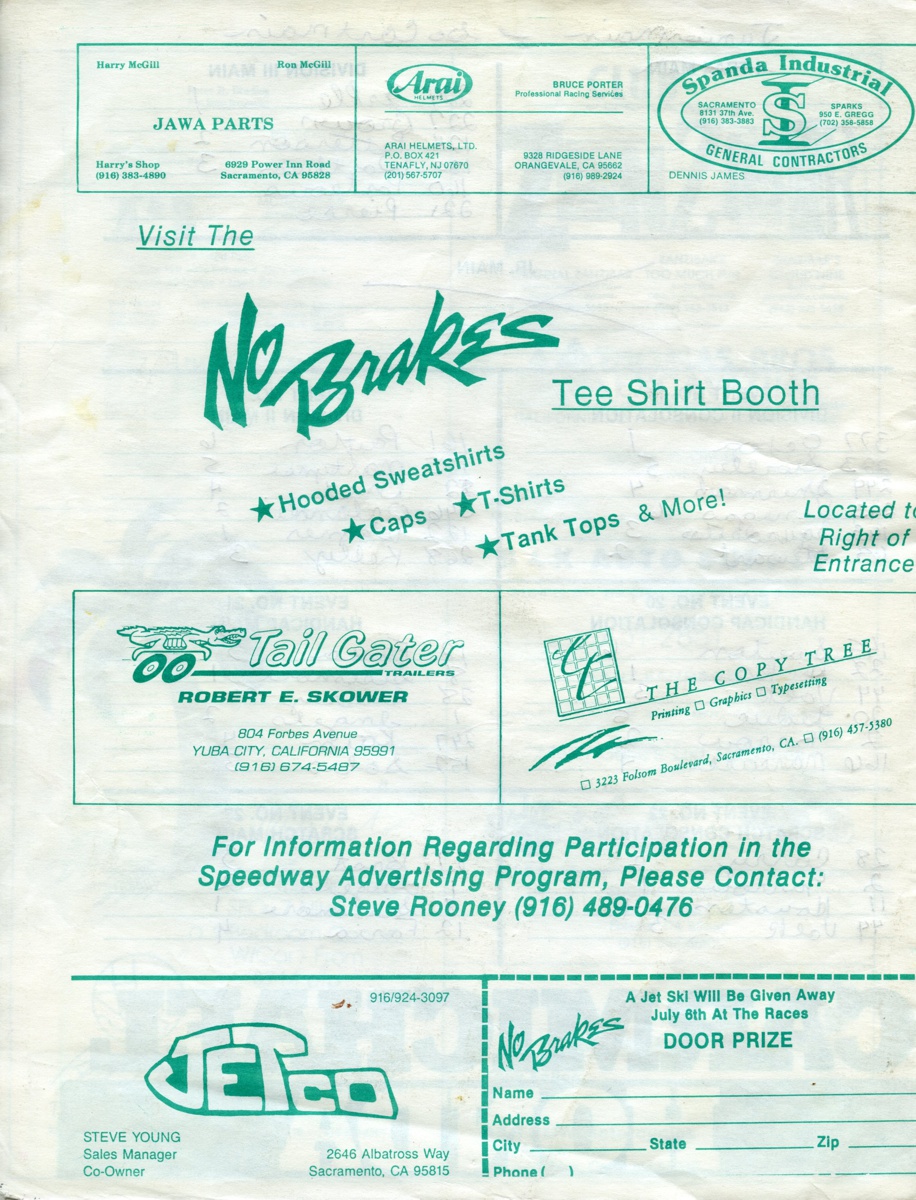 Harry McGill Ron McGill
JAWA PARTS
Harry's Shop 6929 Power Inn Road
(916) 383-4890 Sacramento, CA 95828
Arai
HELMETS
BRUCE PORTER
Professional Racing Services
ARAI HELMETS, LTD.
P.O. BOX 421
TENAFLY, NJ 07670
(201) 567-5707
9328 RIDGESIDE LANE
ORANGEVALE, CA 95662
(916) 989-2924
Spanda Industrial
SACRAMENTO
8131 37th Ave.
(916) 383-3883
SI
SPARKS
950 E. GREGG
(702) 358-5858
GENERAL CONTRACTORS
DENNIS JAMES
Visit The
No Brakes
Tee Shirt Booth
★Hooded Sweatshirts
★Caps ★T-Shirts
★Tank Tops & More!
Located to
Right of
Entrance
Tail Gater
TRAILERS
ROBERT E. SKOWER
804 Forbes Avenue
YUBA CITY, CALIFORNIA 95991
(916) 674-5487
THE COPY TREE
Printing □ Graphics □ Typesetting
□ 3223 Folsom Boulevard, Sacramento, CA. □ (916) 457-5380
For Information Regarding Participation in the
Speedway Advertising Program, Please Contact:
Steve Rooney (916) 489-0476
916/924-3097
JETCO
STEVE YOUNG
Sales Manager
Co-Owner
2646 Albatross Way
Sacramento, CA 95815
A Jet Ski Will Be Given Away
July 6th At The Races
No Brakes
DOOR PRIZE
Name
Address
City State Zip
Phone ( )